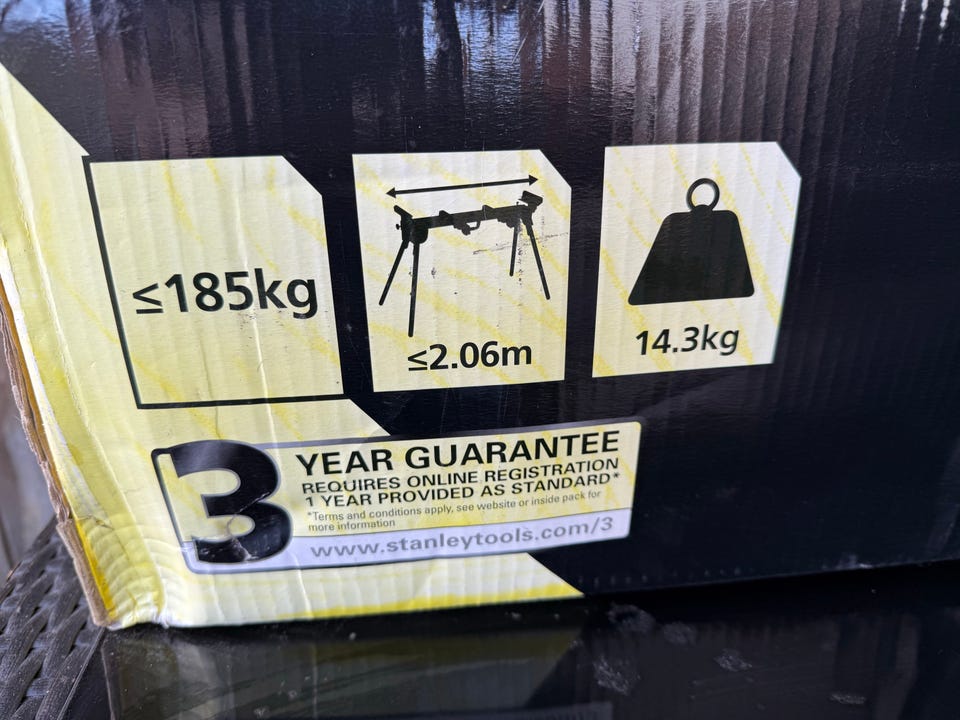 ≤185kg
≤2.06m
14.3kg
3 YEAR GUARANTEE
REQUIRES ONLINE REGISTRATION
1 YEAR PROVIDED AS STANDARD*
*Terms and conditions apply, see website or inside pack for
more information
www.stanleytools.com/3